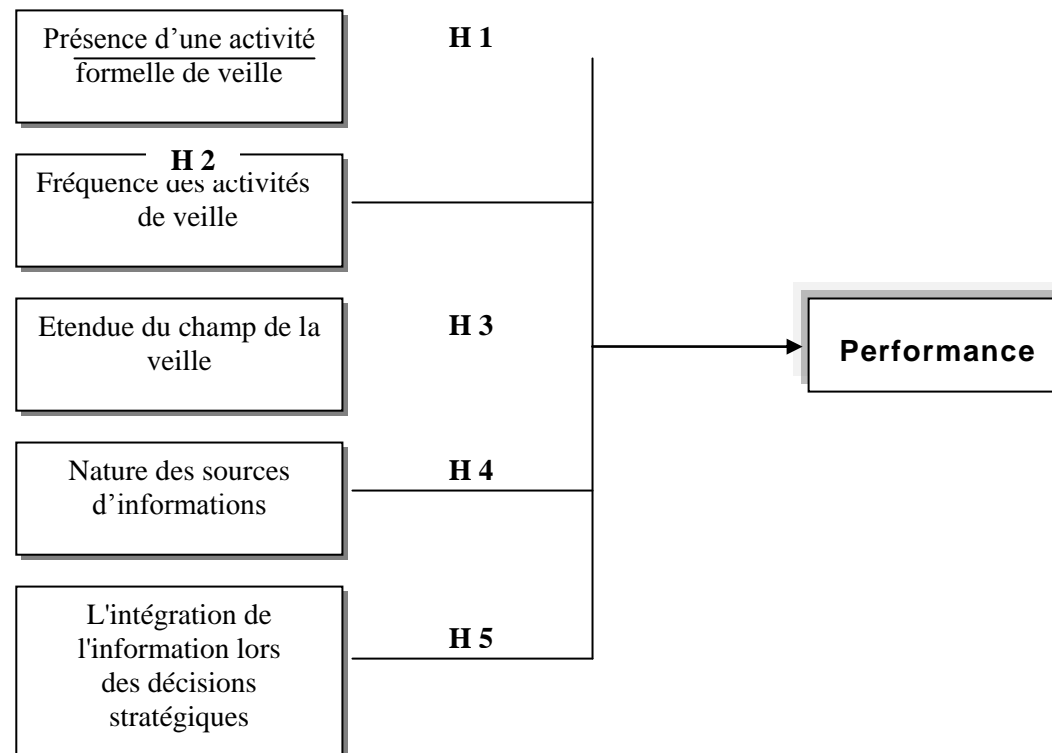 Présence d’une activité
formelle de veille
H 1
H 2
Fréquence des activités
de veille
Etendue du champ de la
veille
H 3
Performance
Nature des sources
d’informations
H 4
L'intégration de
l'information lors
des décisions
stratégiques
H 5